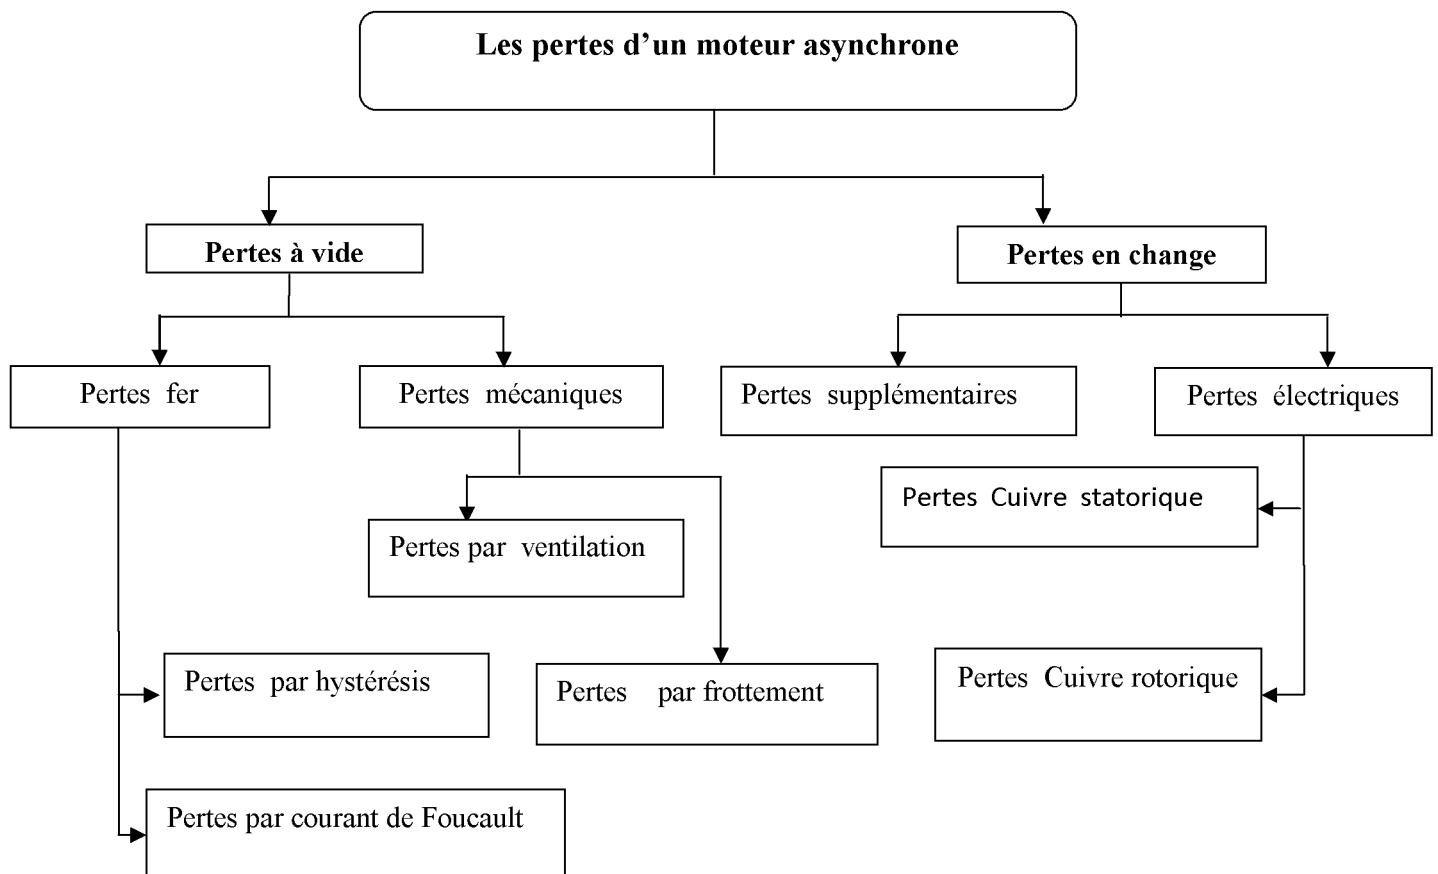 Les pertes d’un moteur asynchrone
Pertes à vide
Pertes en change
Pertes fer
Pertes mécaniques
Pertes supplémentaires
Pertes électriques
Pertes Cuivre statorique
Pertes par ventilation
Pertes par hystérésis
Pertes par frottement
Pertes Cuivre rotorique
Pertes par courant de Foucault